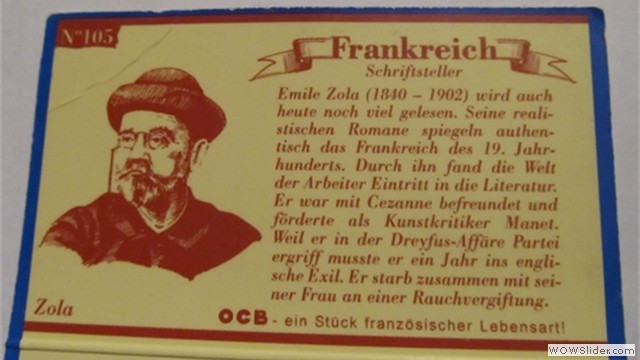 Nº105
Frankreich
Schriftsteller
Emile Zola (1840 – 1902) wird auch
heute noch viel gelesen. Seine reali-
stischen Romane spiegeln authen-
tisch das Frankreich des 19. Jahr-
hunderts. Durch ihn fand die Welt
der Arbeiter Eintritt in die Literatur.
Er war mit Cezanne befreundet und
förderte als Kunstkritiker Manet.
Weil er in der Dreyfus-Affäre Partei
ergriff musste er ein Jahr ins engli-
sche Exil. Er starb zusammen mit sei-
ner Frau an einer Rauchvergiftung.
Zola
OCB - ein Stück französischer Lebensart!
WOWSlider.com